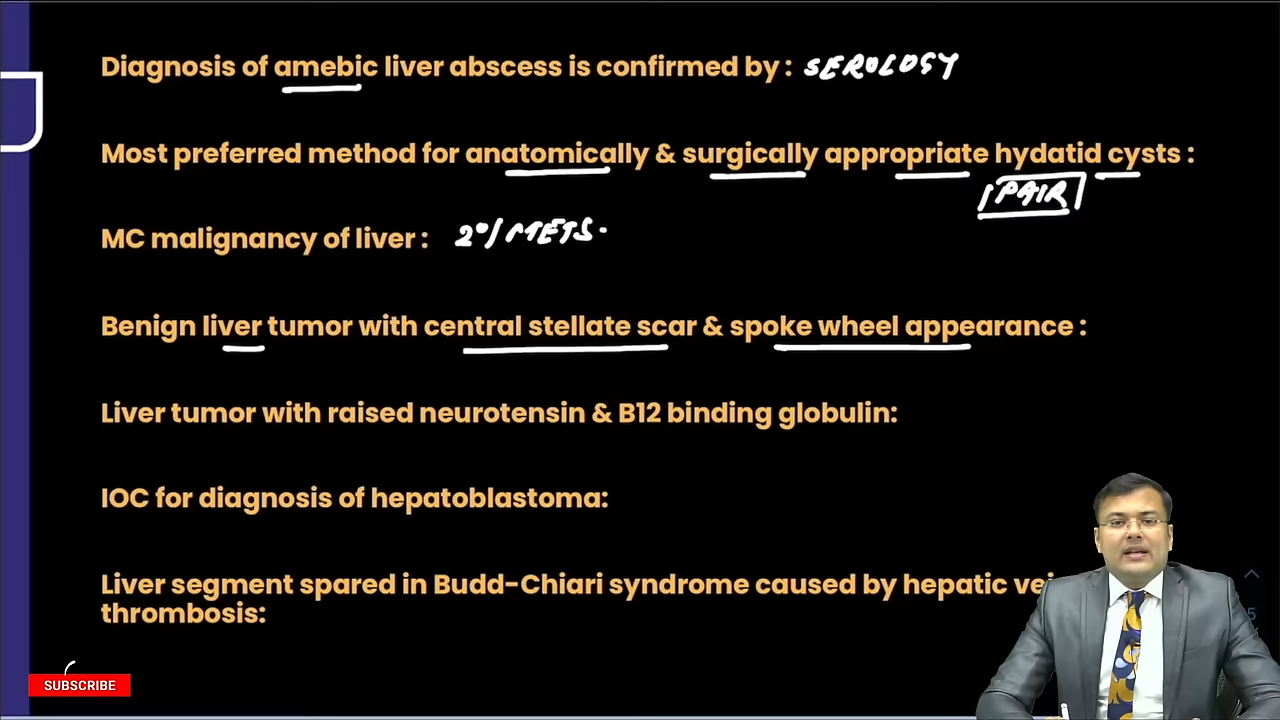 Diagnosis of amebic liver abscess is confirmed by : SEROLOGY
Most preferred method for anatomically & surgically appropriate hydatid cysts :
PAIR
MC malignancy of liver : 2°/METS.
Benign liver tumor with central stellate scar & spoke wheel appearance :
Liver tumor with raised neurotensin & B12 binding globulin:
IOC for diagnosis of hepatoblastoma:
Liver segment spared in Budd-Chiari syndrome caused by hepatic vei
thrombosis:
5
SUBSCRIBE